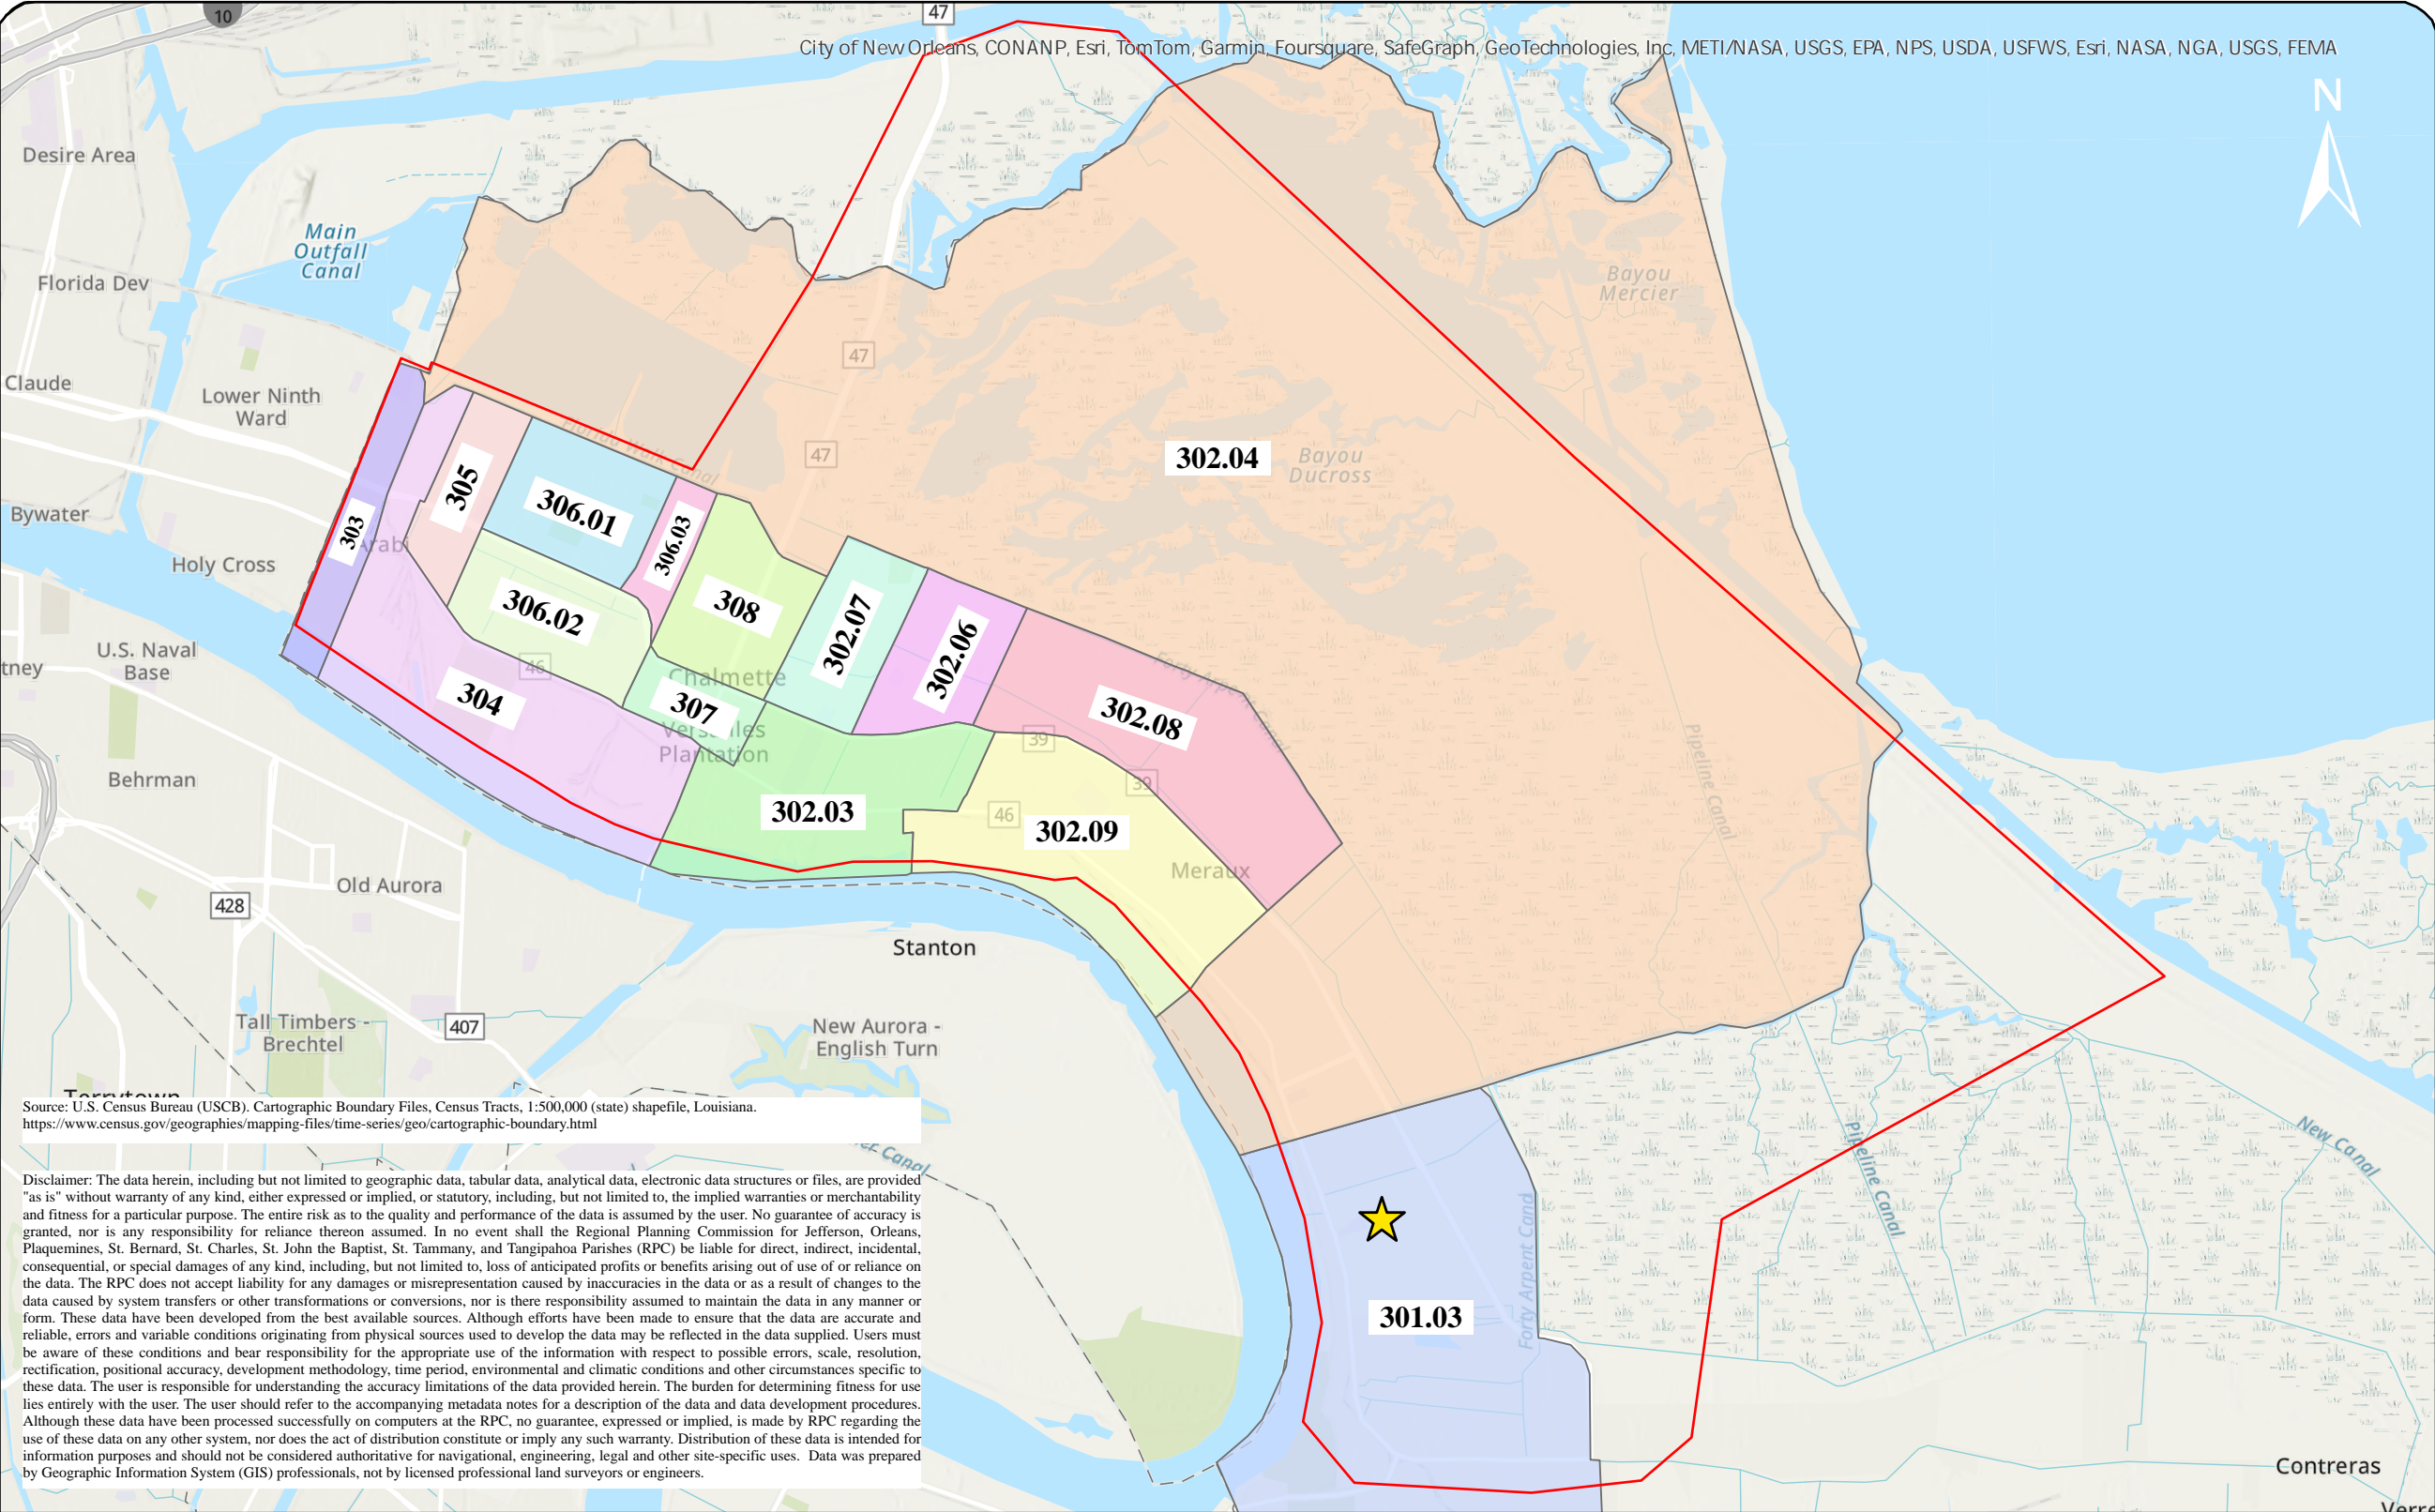 10
47
City of New Orleans, CONANP, Esri, TomTom, Garmin, Foursquare, SafeGraph, GeoTechnologies, Inc, METI/NASA, USGS, EPA, NPS, USDA, USFWS, Esri, NASA, NGA, USGS, FEMA
N
Desire Area
Main
Outfall
Canal
Florida Dev
Bayou
Mercier
47
Claude
Lower Ninth
Ward
Florida Walk Canal
47
302.04
Bayou
Ducross
305
306.01
Bywater
303
Arabi
306.03
Holy Cross
306.02
308
302.07
302.06
U.S. Naval
Base
46
Chalmette
Forty Arpent Canal
304
307
302.08
Versailles
Plantation
39
Pipeline Canal
Behrman
39
302.03
46
302.09
Meraux
Old Aurora
428
Stanton
Tall Timbers -
Brechtel
407
New Aurora -
English Turn
Terrytown
Source: U.S. Census Bureau (USCB). Cartographic Boundary Files, Census Tracts, 1:500,000 (state) shapefile, Louisiana.
https://www.census.gov/geographies/mapping-files/time-series/geo/cartographic-boundary.html
Canal
New Canal
Pipeline Canal
Forty Arpent Canal
301.03
Disclaimer: The data herein, including but not limited to geographic data, tabular data, analytical data, electronic data structures or files, are provided
"as is" without warranty of any kind, either expressed or implied, or statutory, including, but not limited to, the implied warranties or merchantability
and fitness for a particular purpose. The entire risk as to the quality and performance of the data is assumed by the user. No guarantee of accuracy is
granted, nor is any responsibility for reliance thereon assumed. In no event shall the Regional Planning Commission for Jefferson, Orleans,
Plaquemines, St. Bernard, St. Charles, St. John the Baptist, St. Tammany, and Tangipahoa Parishes (RPC) be liable for direct, indirect, incidental,
consequential, or special damages of any kind, including, but not limited to, loss of anticipated profits or benefits arising out of use of or reliance on
the data. The RPC does not accept liability for any damages or misrepresentation caused by inaccuracies in the data or as a result of changes to the
data caused by system transfers or other transformations or conversions, nor is there responsibility assumed to maintain the data in any manner or
form. These data have been developed from the best available sources. Although efforts have been made to ensure that the data are accurate and
reliable, errors and variable conditions originating from physical sources used to develop the data may be reflected in the data supplied. Users must
be aware of these conditions and bear responsibility for the appropriate use of the information with respect to possible errors, scale, resolution,
rectification, positional accuracy, development methodology, time period, environmental and climatic conditions and other circumstances specific to
these data. The user is responsible for understanding the accuracy limitations of the data provided herein. The burden for determining fitness for use
lies entirely with the user. The user should refer to the accompanying metadata notes for a description of the data and data development procedures.
Although these data have been processed successfully on computers at the RPC, no guarantee, expressed or implied, is made by RPC regarding the
use of these data on any other system, nor does the act of distribution constitute or imply any such warranty. Distribution of these data is intended for
information purposes and should not be considered authoritative for navigational, engineering, legal and other site-specific uses. Data was prepared
by Geographic Information System (GIS) professionals, not by licensed professional land surveyors or engineers.
Contreras